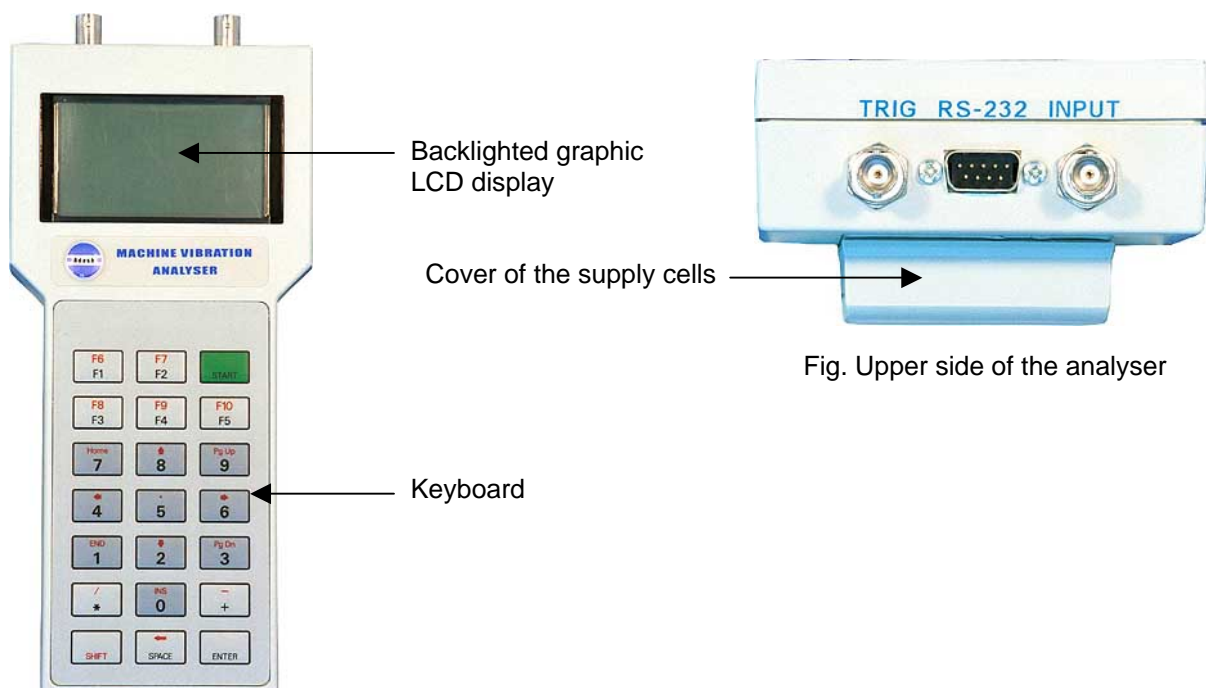 Backlighted graphic
LCD display
Adash
MACHINE VIBRATION
ANALYSER
F6 F7
F1 F2 START
F8 F9 F10
F3 F4 F5
Home Pg Up
7 8 9
4 5 6
END Pg Dn
1 2 3
/ INS -
* 0 +
SHIFT SPACE ENTER
Keyboard
TRIG RS-232 INPUT
Cover of the supply cells
Fig. Upper side of the analyser